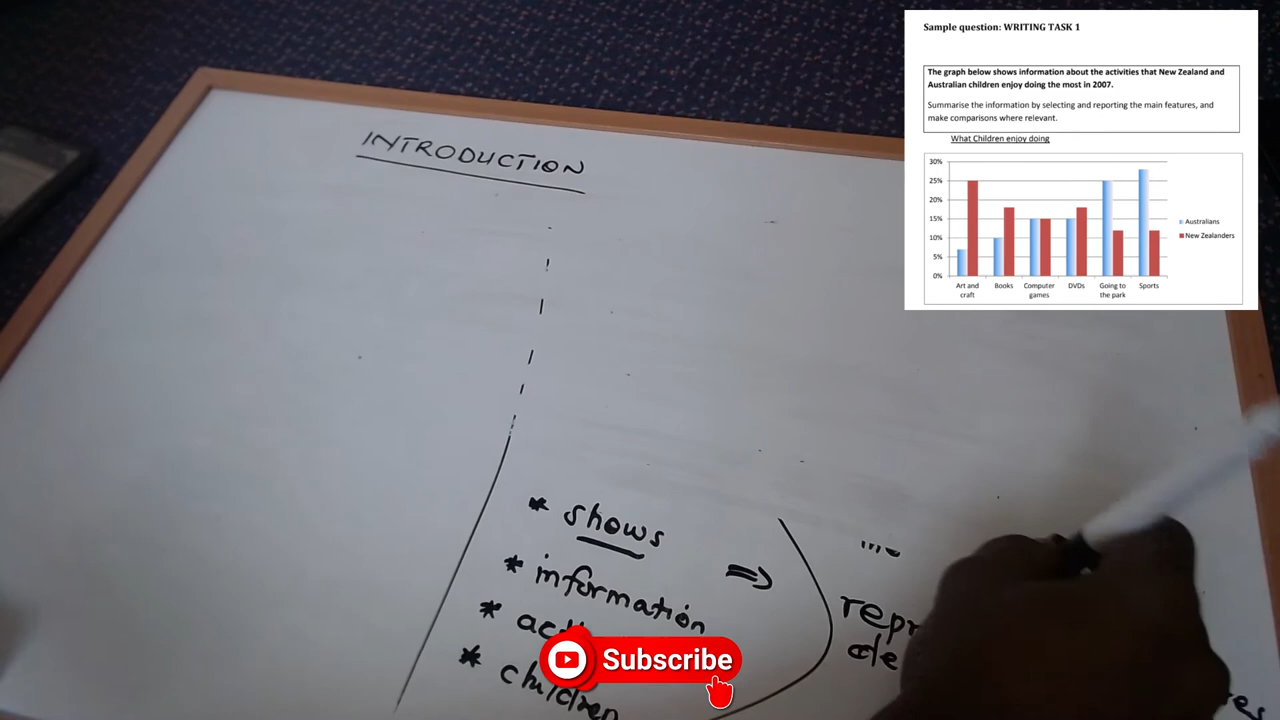 Sample question: WRITING TASK 1
The graph below shows information about the activities that New Zealand and
Australian children enjoy doing the most in 2007.
Summarise the information by selecting and reporting the main features, and
make comparisons where relevant.
What Children enjoy doing
30%
25%
20%
15%
10%
5%
0%
Art and craft
Books
Computer games
DVDs
Going to the park
Sports
Australians
New Zealanders
INTRODUCTION
* shows
* information
* children
Subscribe